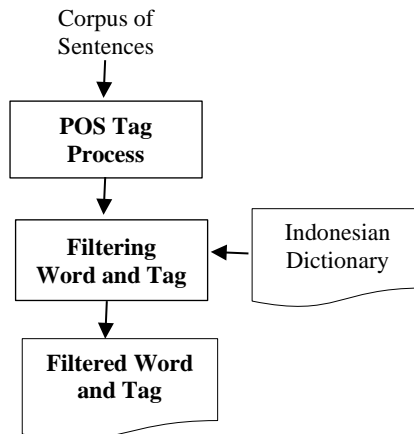 Corpus of
Sentences
POS Tag
Process
Filtering
Word and Tag
Indonesian
Dictionary
Filtered Word
and Tag